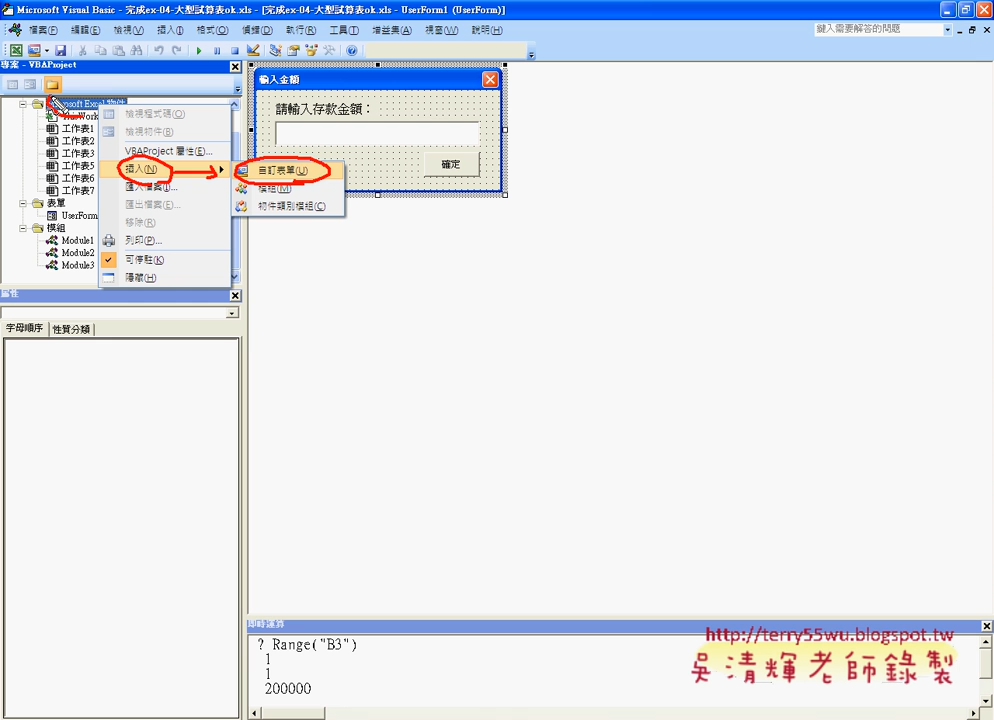 Microsoft Visual Basic - 完成ex-04-大型試算表ok.xls - [完成ex-04-大型試算表ok.xls - UserForm1 (UserForm)]
檔案(F) 編輯(E) 檢視(V) 插入(I) 格式(O) 偵錯(D) 執行(R) 工具(T) 增益集(A) 視窗(W) 說明(H) 鍵入需要解答的問題
專案 - VBAProject
工作表1
工作表2
工作表3
工作表5
工作表6
工作表7
表單
UserForm
模組
Module1
Module2
Module3
檢視程式碼(O)
檢視物件(B)
VBAProject 屬性(E)...
插入(N)
匯入檔案(I)...
匯出檔案(E)...
移除(R)
列印(P)...
可停駐(K)
隱藏(H)
自訂表單(U)
模組(M)
物件類別模組(C)
輸入金額
請輸入存款金額：
確定
屬性
字母順序 性質分類
即時運算
? Range("B3")
1
1
200000
http://terry55wu.blogspot.tw
吳清輝老師錄製